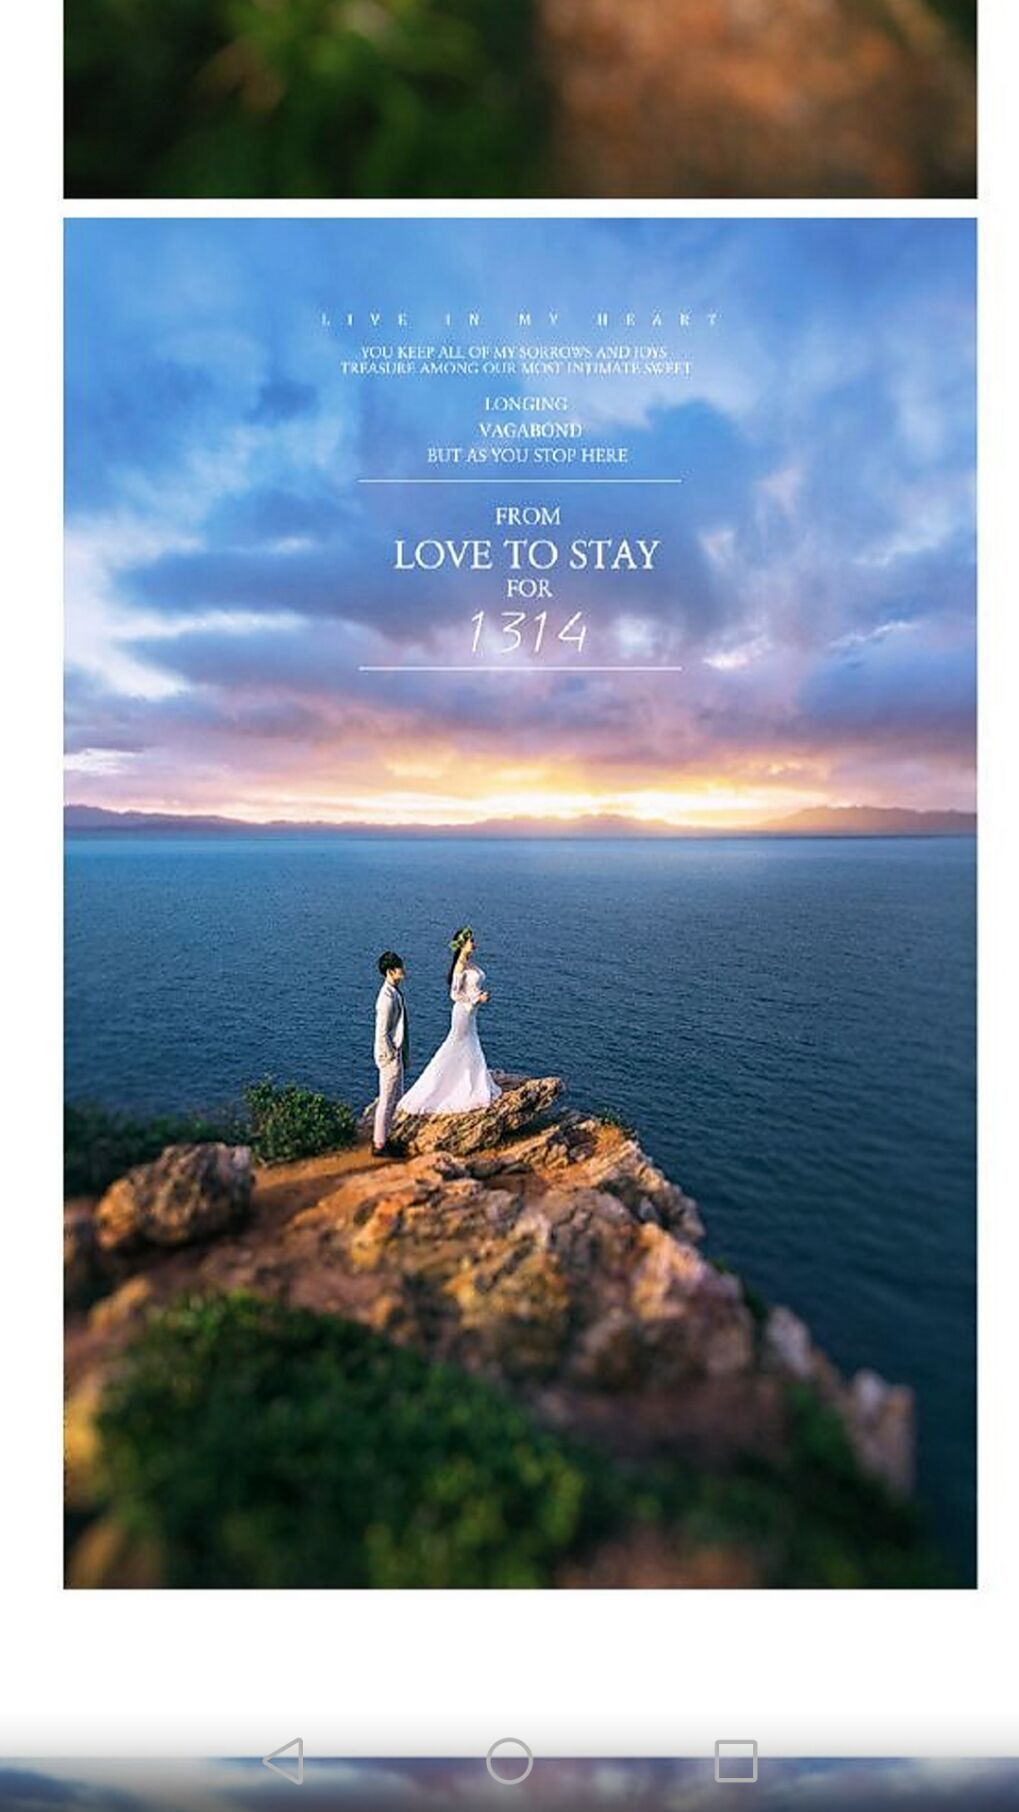 LIVE IN MY HEART
YOU KEEP ALL OF MY SORROWS AND JOYS
TREASURE AMONG OUR MOST INTIMATE SWEET
LONGING
VAGABOND
BUT AS YOU STOP HERE
FROM
LOVE TO STAY
FOR
1314